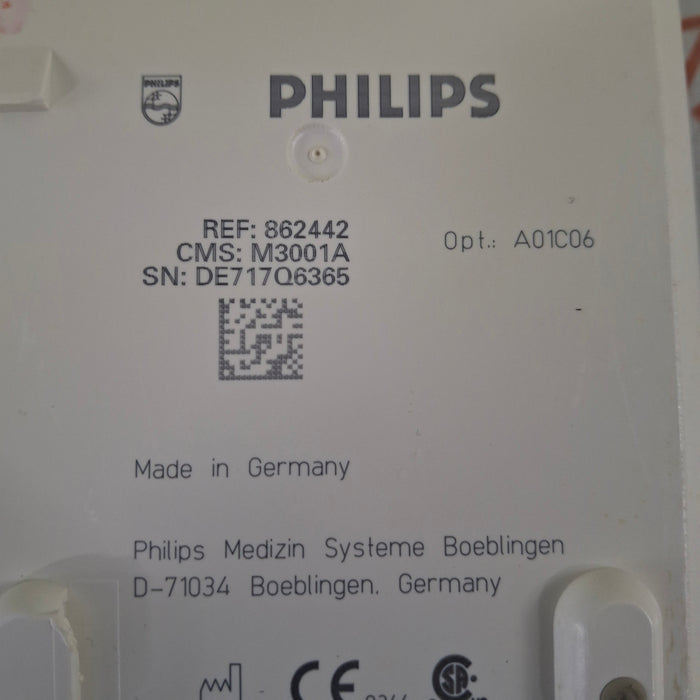 PHILIPS
PHILIPS
REF: 862442
CMS: M3001A
SN: DE717Q6365
Opt.: A01C06
Made in Germany
Philips Medizin Systeme Boeblingen
D-71034 Boeblingen. Germany
CE